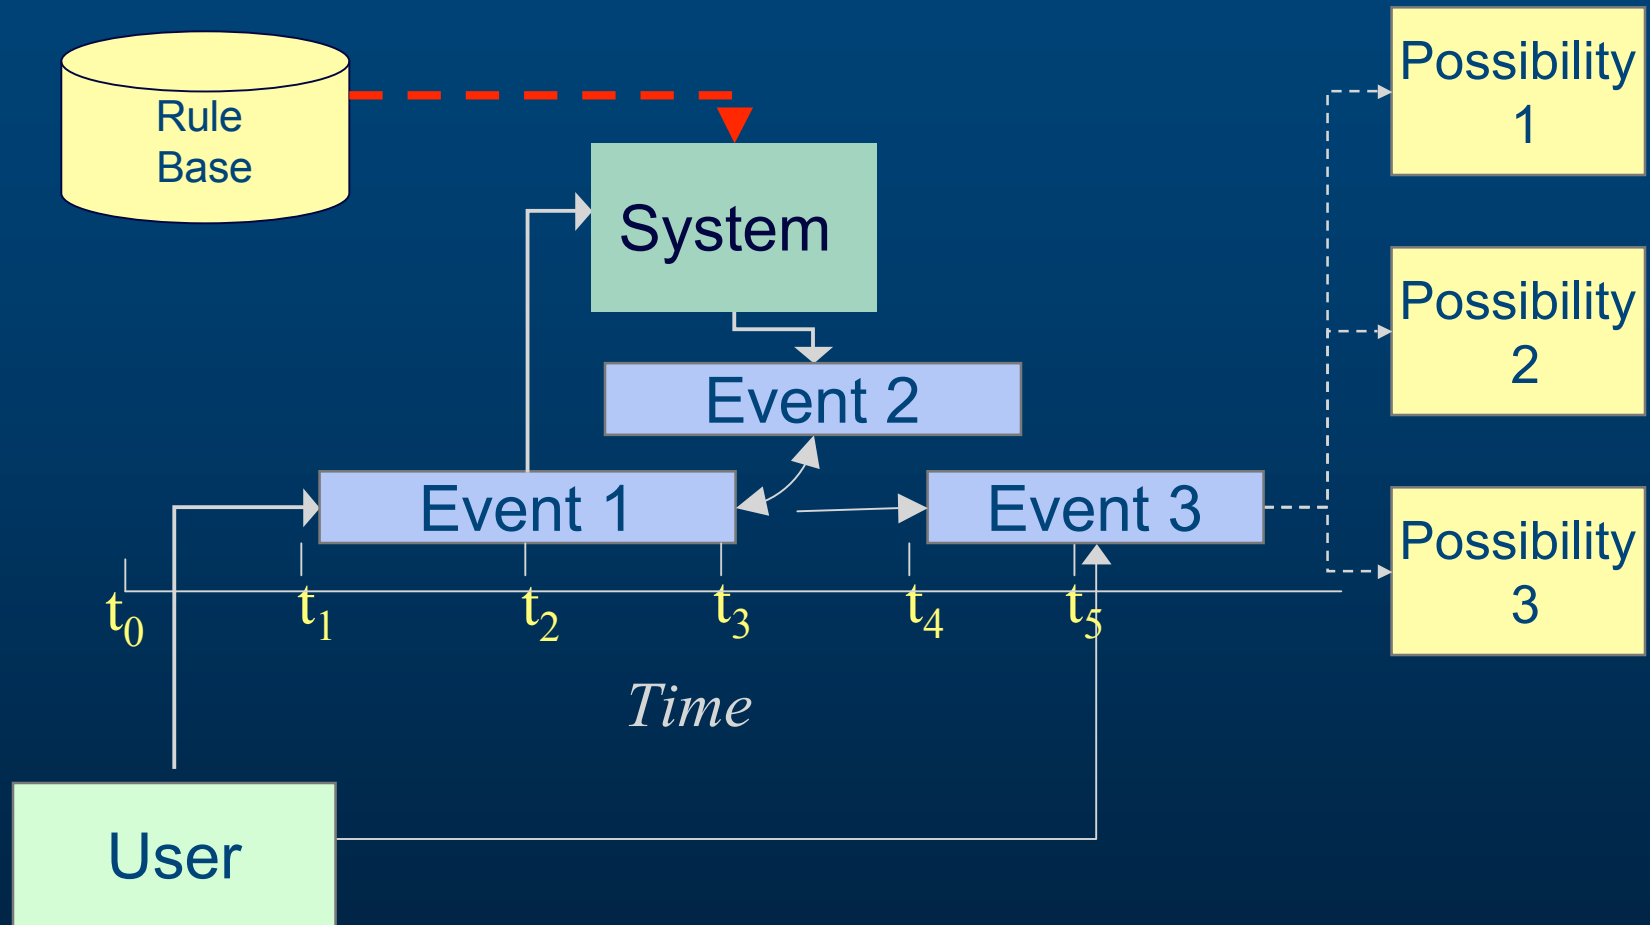 Rule
Base
System
Possibility
1
Possibility
2
Event 2
Event 1
Event 3
Possibility
3
t₀
t₁
t₂
t₃
t₄
t₅
Time
User